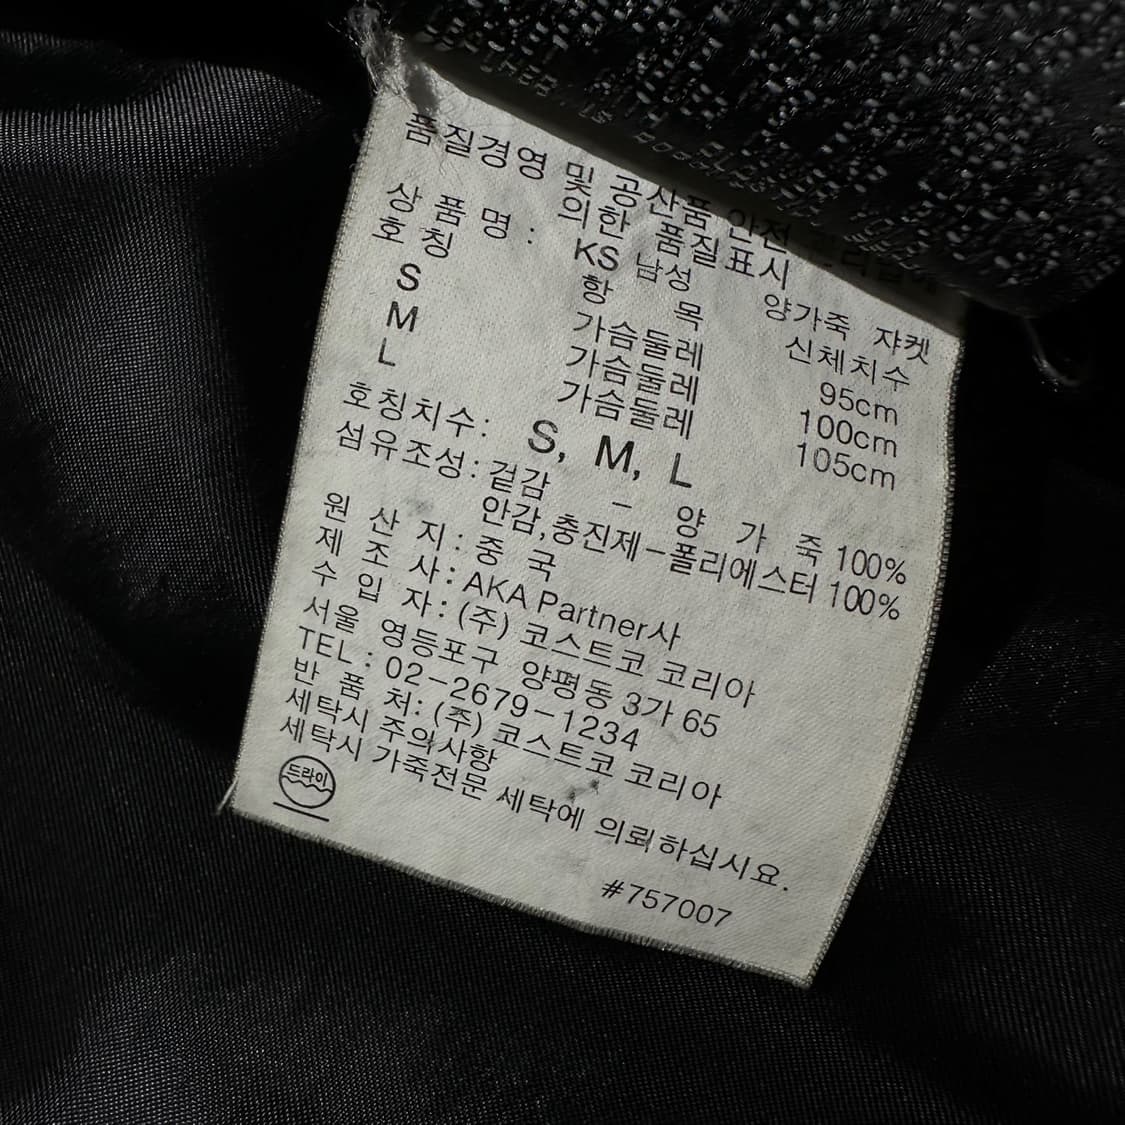 품질경영 및 공산품 안전
의한 품질표시
상 품 명 : KS 남성 양가죽 쟈켓
호 칭 항 목 신체치수
S 가슴둘레 95cm
M 가슴둘레 100cm
L 가슴둘레 105cm
호칭치수: S, M, L
섬유조성: 겉감 - 양 가 죽 100%
안감,충진제-폴리에스터 100%
원 산 지: 중 국
제 조 사: AKA Partner사
수 입 자: (주) 코스트코 코리아
서울 영등포구 양평동 3가 65
TEL : 02-2679-1234
반 품 처: (주) 코스트코 코리아
세탁시 주의사항
세탁시 가죽전문 세탁에 의뢰하십시요.
드라이
#757007